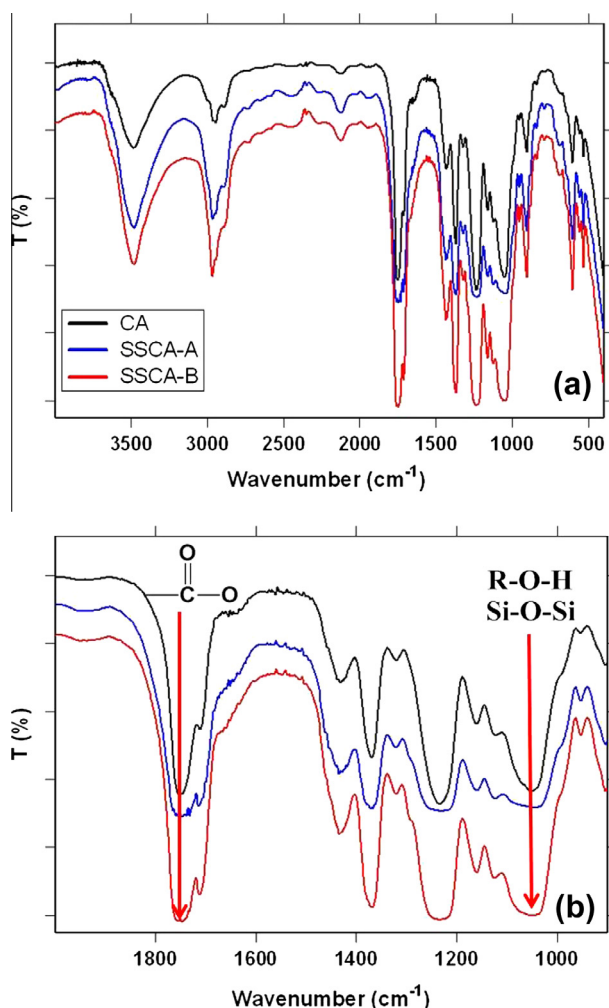 T (%)
CA
SSCA-A
SSCA-B
(a)
3500 3000 2500 2000 1500 1000 500
Wavenumber (cm⁻¹)
O
C O
R-O-H
Si-O-Si
T (%)
(b)
1800 1600 1400 1200 1000
Wavenumber (cm⁻¹)